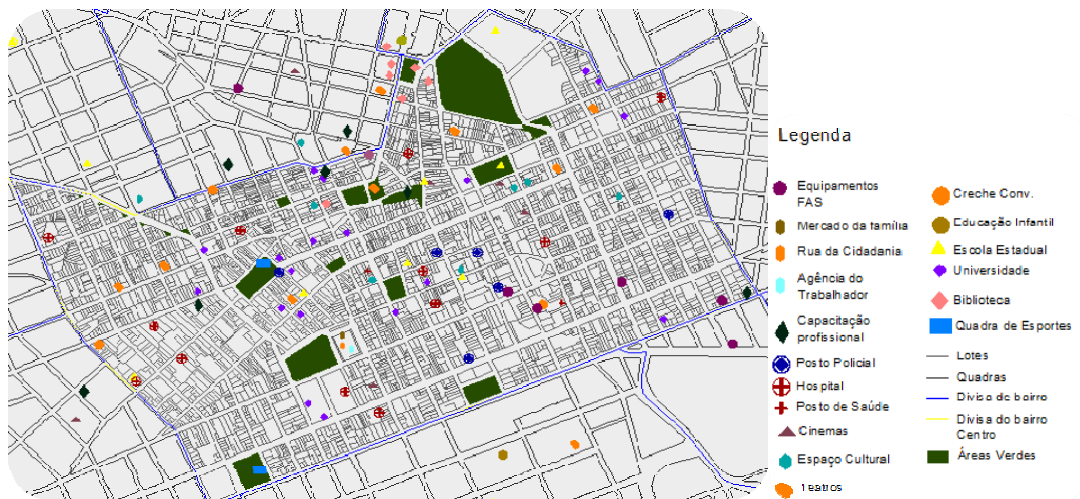 Legenda
Equipamentos
FAS
Mercado da família
Rua da Cidadania
Agência do
Trabalhador
Capacitação
profissional
Posto Policial
Hospital
Posto de Saúde
Cinemas
Espaço Cultural
Teatros
Creche Conv.
Educação Infantil
Escola Estadual
Universidade
Biblioteca
Quadra de Esportes
Lotes
Quadras
Divisa do bairro
Divisa do bairro
Centro
Áreas Verdes